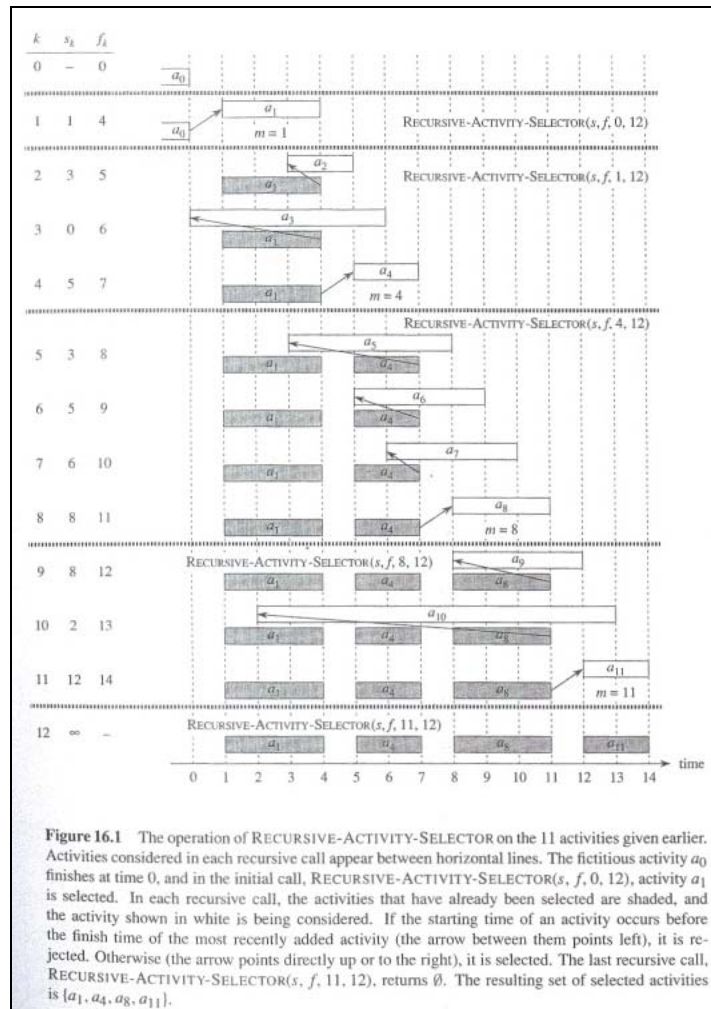 k s_k f_k
0 – 0
a_0
1 1 4
a_1
a_0
m = 1
RECURSIVE-ACTIVITY-SELECTOR(s, f, 0, 12)
2 3 5
a_2
RECURSIVE-ACTIVITY-SELECTOR(s, f, 1, 12)
a_1
3 0 6
a_3
a_1
4 5 7
a_4
a_1
m = 4
RECURSIVE-ACTIVITY-SELECTOR(s, f, 4, 12)
5 3 8
a_5
a_1 a_4
6 5 9
a_6
a_1 a_4
7 6 10
a_7
a_1 a_4
8 8 11
a_8
a_1 a_4
m = 8
RECURSIVE-ACTIVITY-SELECTOR(s, f, 8, 12)
9 8 12
a_9
a_1 a_4 a_8
10 2 13
a_10
a_1 a_4 a_8
11 12 14
a_11
a_1 a_4 a_8
m = 11
RECURSIVE-ACTIVITY-SELECTOR(s, f, 11, 12)
12 ∞ –
a_1 a_4 a_8 a_11
time
0 1 2 3 4 5 6 7 8 9 10 11 12 13 14
Figure 16.1 The operation of RECURSIVE-ACTIVITY-SELECTOR on the 11 activities given earlier.
Activities considered in each recursive call appear between horizontal lines. The fictitious activity a_0
finishes at time 0, and in the initial call, RECURSIVE-ACTIVITY-SELECTOR(s, f, 0, 12), activity a_1
is selected. In each recursive call, the activities that have already been selected are shaded, and
the activity shown in white is being considered. If the starting time of an activity occurs before
the finish time of the most recently added activity (the arrow between them points left), it is re-
jected. Otherwise (the arrow points directly up or to the right), it is selected. The last recursive call,
RECURSIVE-ACTIVITY-SELECTOR(s, f, 11, 12), returns ∅. The resulting set of selected activities
is {a_1, a_4, a_8, a_11}.